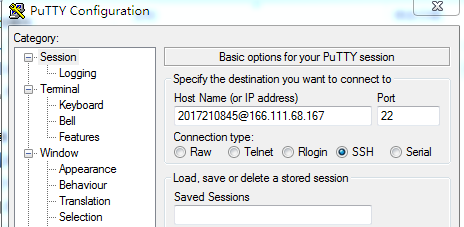 PuTTY Configuration
Category:
Session
Logging
Terminal
Keyboard
Bell
Features
Window
Appearance
Behaviour
Translation
Selection
Basic options for your PuTTY session
Specify the destination you want to connect to
Host Name (or IP address) Port
2017210845@166.111.68.167 22
Connection type:
Raw Telnet Rlogin SSH Serial
Load, save or delete a stored session
Saved Sessions